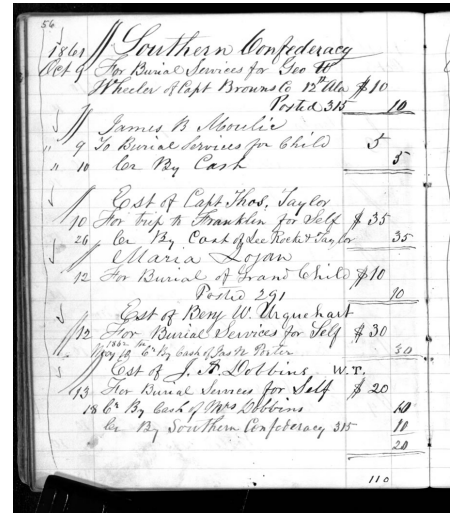 56
1861 // Southern Confederacy
Oct 9 For Burial Services for Geo W
Wheeler of Capt Browns Co 12th Ala $10
Posted 315 10
// James B Moulie
" 9 To Burial Services for Child 5
" 10 Cr By Cash 5
// Est of Capt Thos. Taylor
10 For trip to Franklin for Self $35
26 Cr By Cash of Lee Rocke & Taylor 35
// Maria Logan
12 For Burial of Grand Child $10
Posted 291 10
// Est of Benj W. Urquehart
12 For Burial Services for Self $30
1862
Cr By Cash of Jas N Porter 30
// Est of J. A. Dobbins W.T.
13 For Burial Services for Self $20
18 Cr By Cash of Mrs Dobbins 10
Cr By Southern Confederacy 315 10
20
110